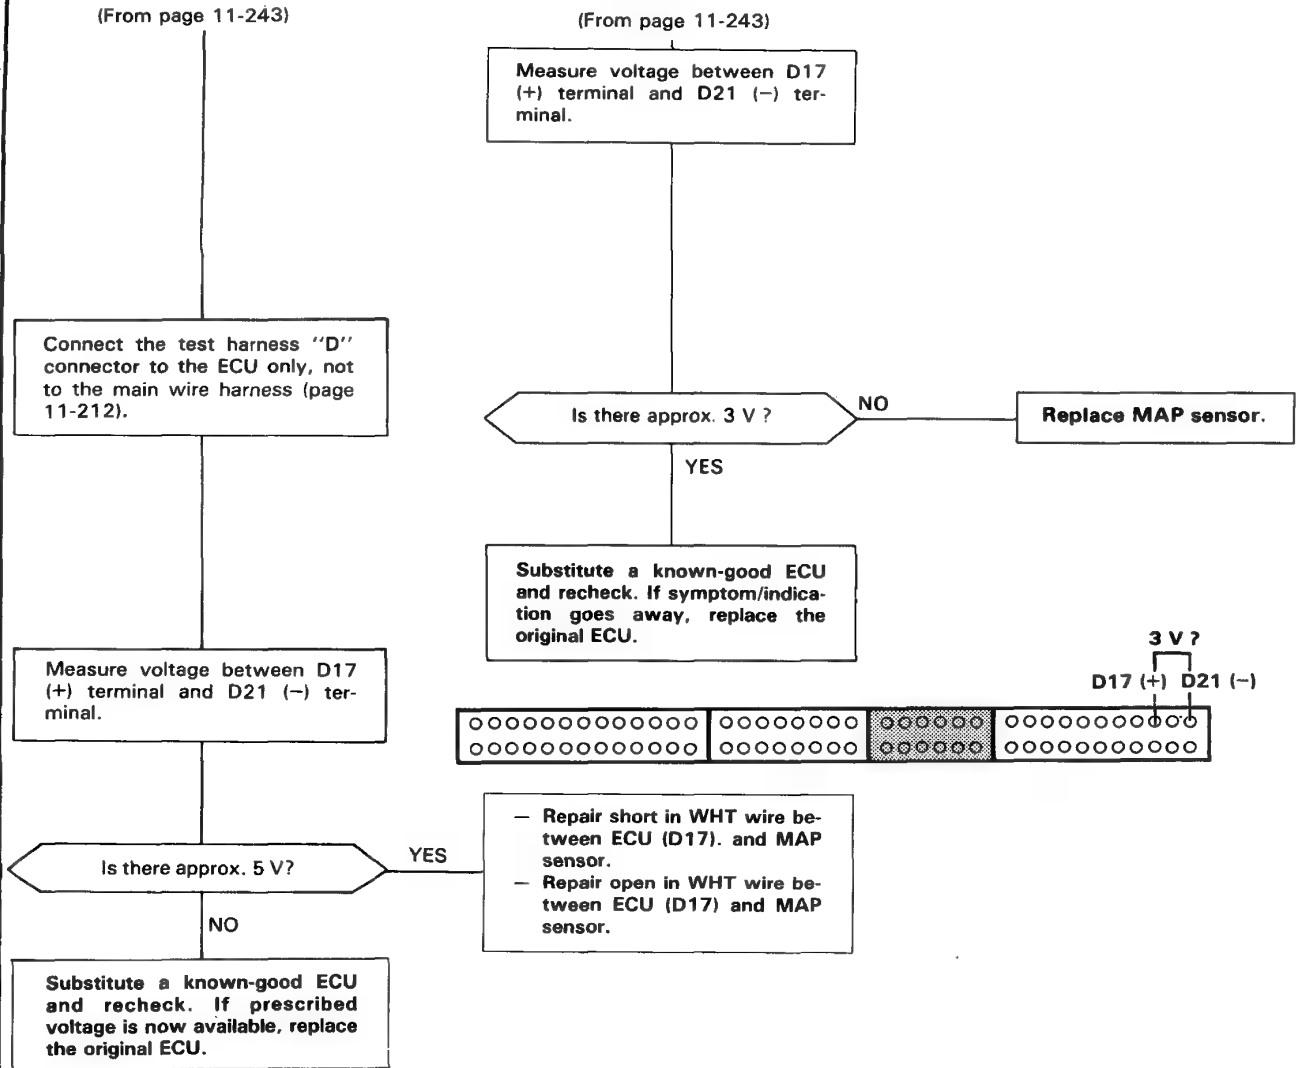 (From page 11-243)
Connect the test harness "D"
connector to the ECU only, not
to the main wire harness (page
11-212).
Measure voltage between D17
(+) terminal and D21 (−) ter-
minal.
Is there approx. 5 V?
YES
— Repair short in WHT wire be-
tween ECU (D17). and MAP
sensor.
— Repair open in WHT wire be-
tween ECU (D17) and MAP
sensor.
NO
Substitute a known-good ECU
and recheck. If prescribed
voltage is now available, replace
the original ECU.
(From page 11-243)
Measure voltage between D17
(+) terminal and D21 (−) ter-
minal.
Is there approx. 3 V ?
NO
Replace MAP sensor.
YES
Substitute a known-good ECU
and recheck. If symptom/indica-
tion goes away, replace the
original ECU.
3 V ?
D17 (+) D21 (−)